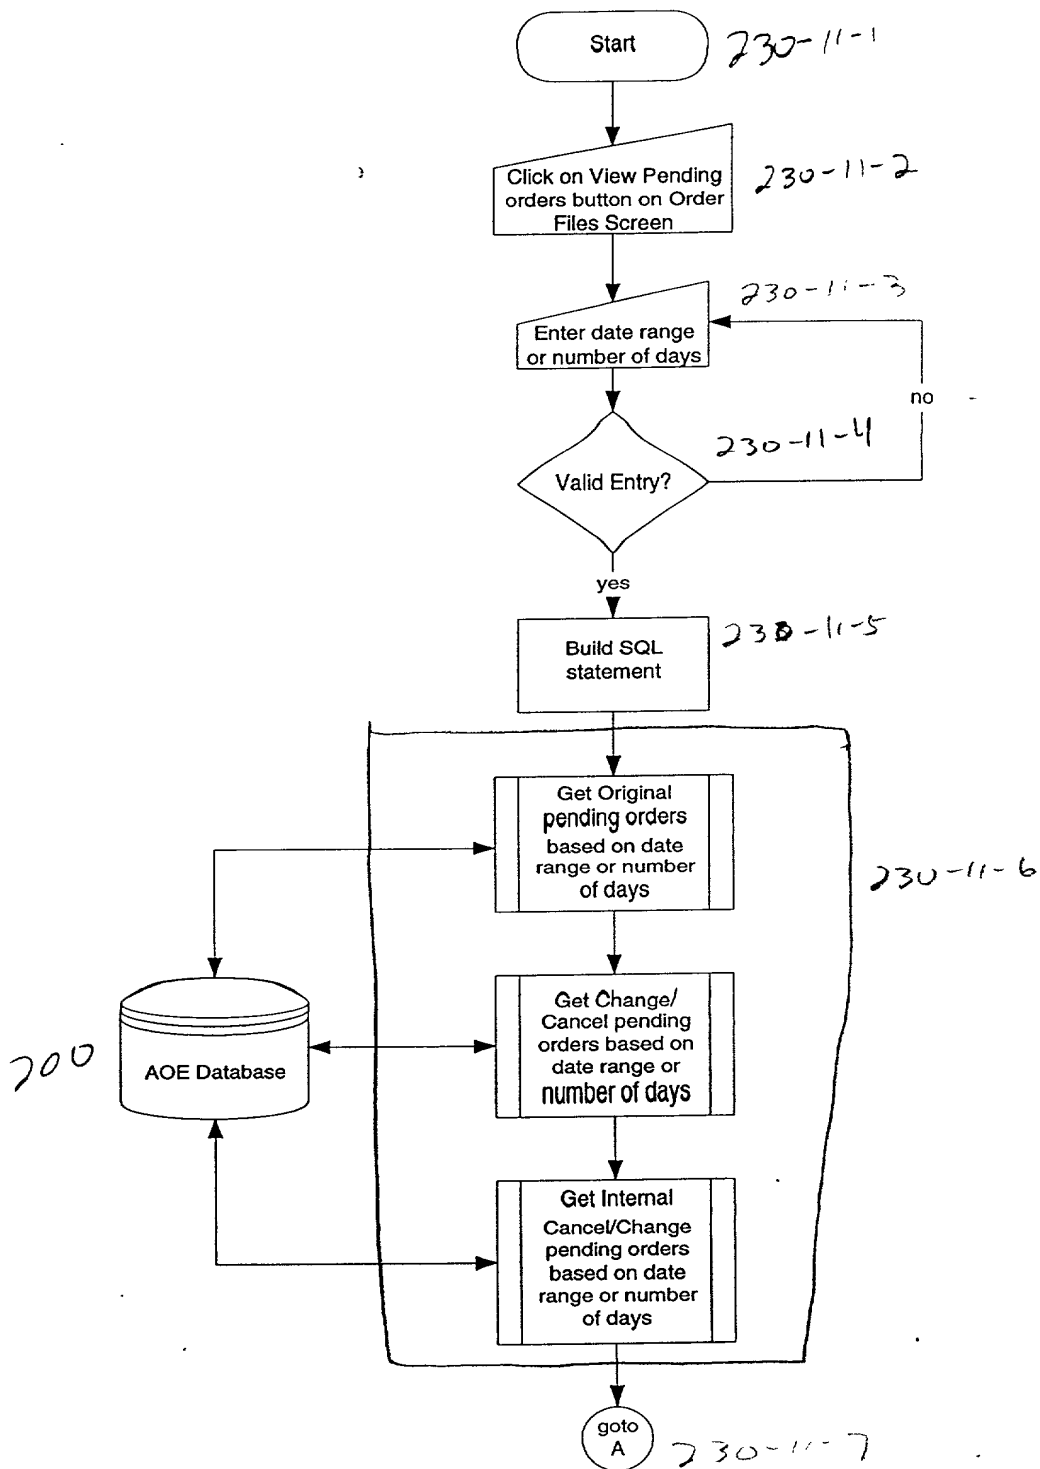 Start
230-11-1
Click on View Pending
orders button on Order
Files Screen
230-11-2
230-11-3
Enter date range
or number of days
no
230-11-4
Valid Entry?
yes
Build SQL
statement
230-11-5
Get Original
pending orders
based on date
range or number
of days
230-11-6
Get Change/
Cancel pending
orders based on
date range or
number of days
200
AOE Database
Get Internal
Cancel/Change
pending orders
based on date
range or number
of days
goto
A
230-11-7